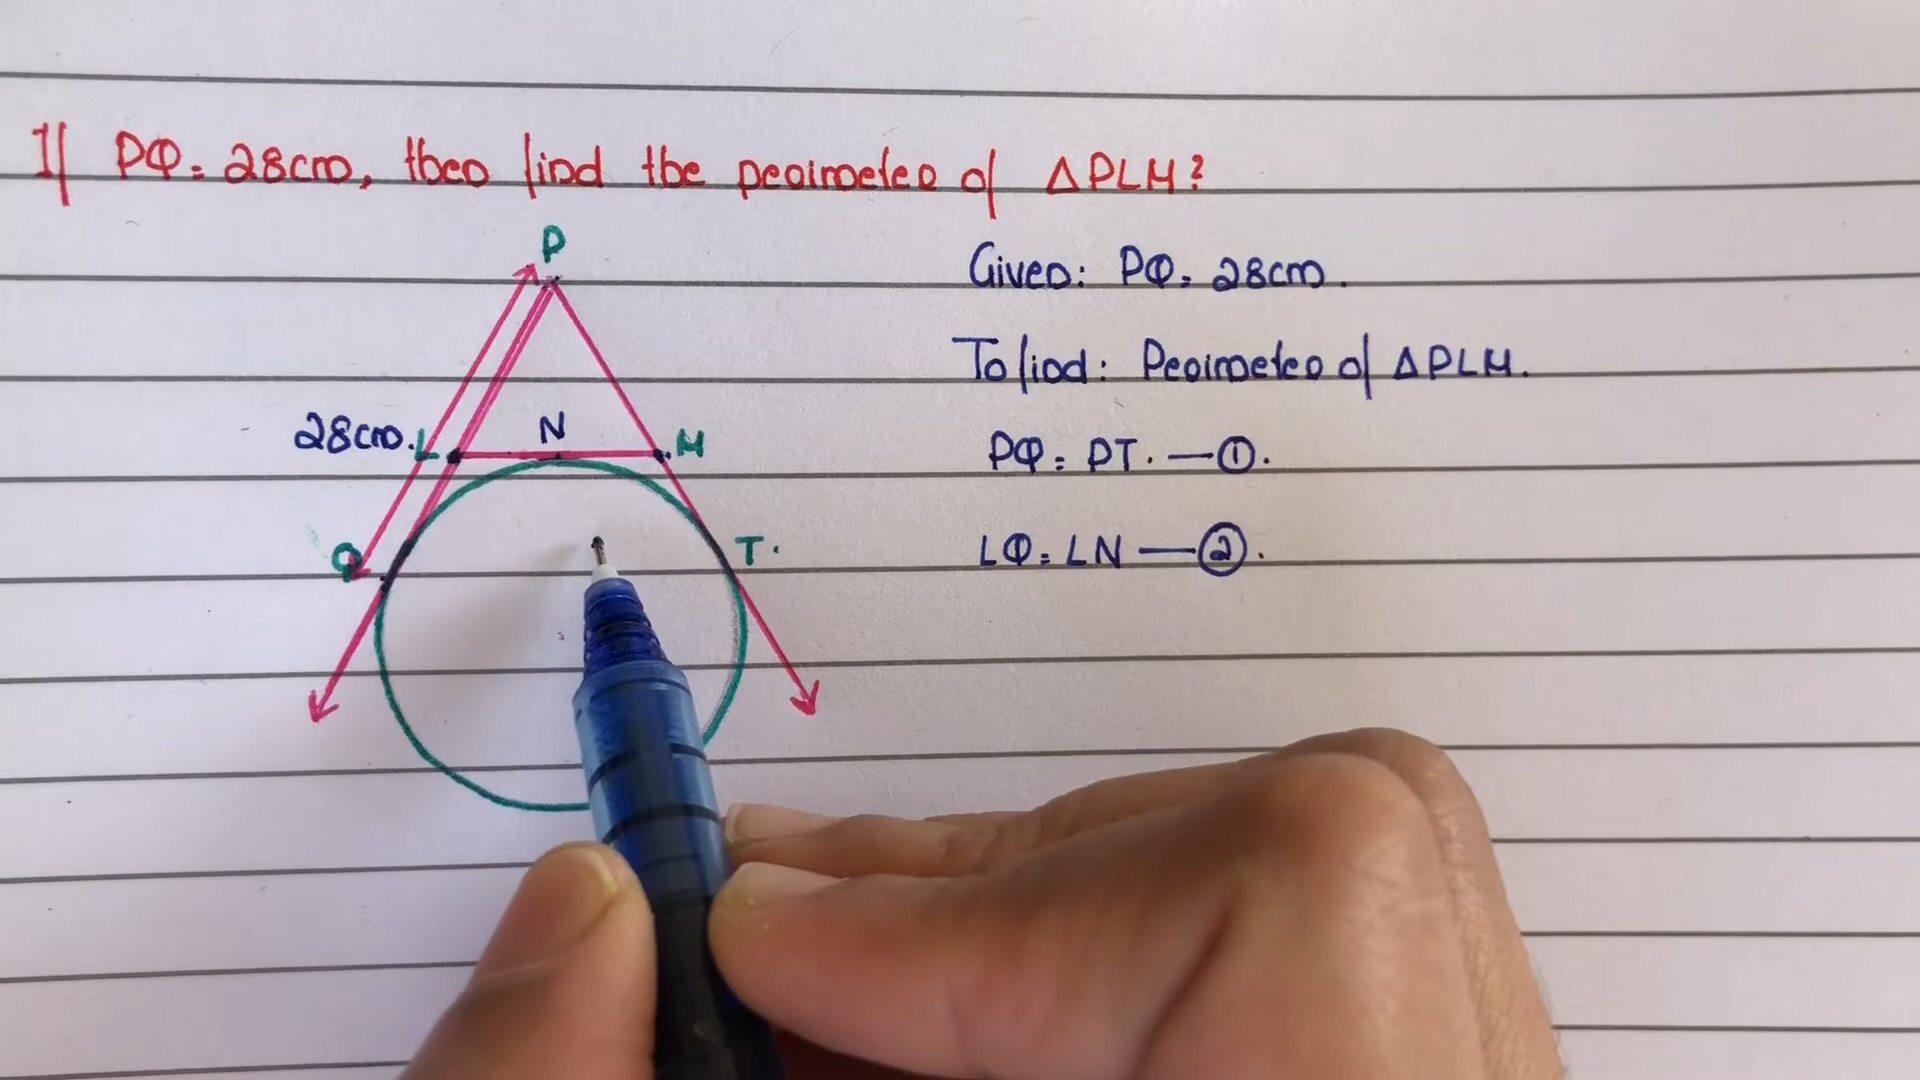 If PQ = 28cm, then find the perimeter of ΔPLM?
P
Given: PQ = 28cm.
To find: Perimeter of ΔPLM.
28cm. L N M
PQ = PT. — ①.
Q T.
LQ = LN — ②.